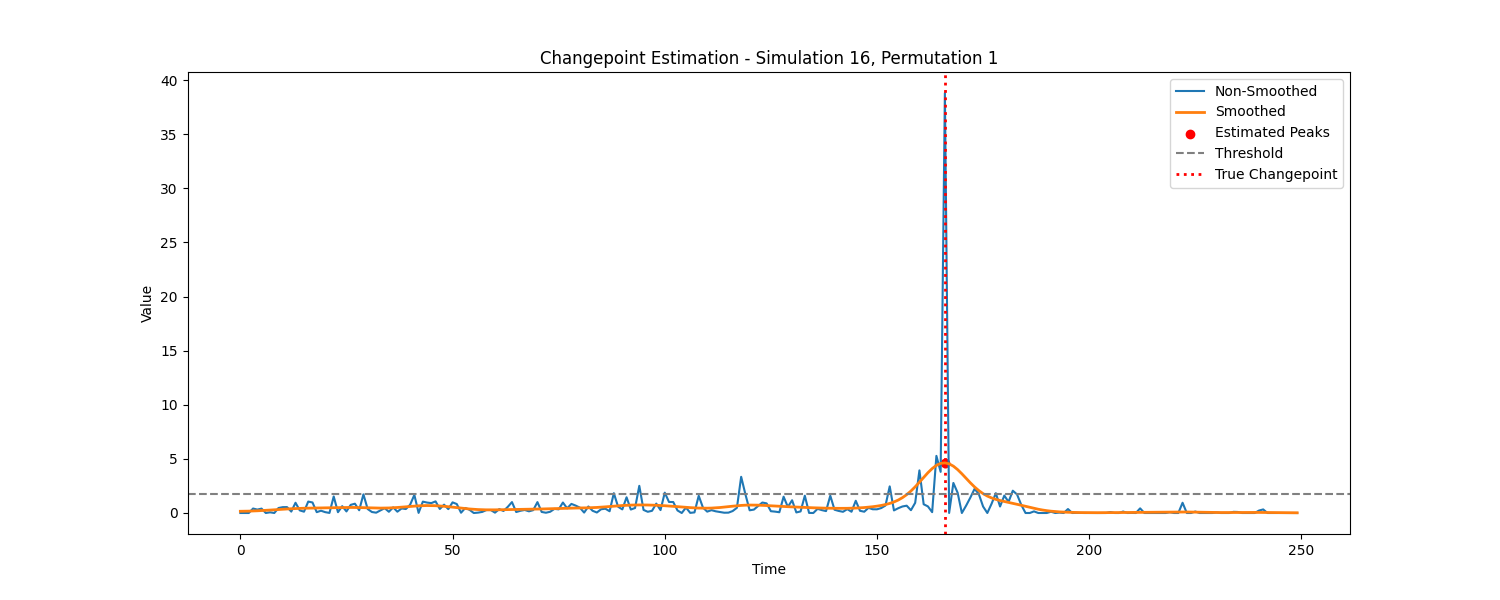 Changepoint Estimation - Simulation 16, Permutation 1
40
35
30
25
20
15
10
5
0
Value
Non-Smoothed
Smoothed
Estimated Peaks
Threshold
True Changepoint
0 50 100 150 200 250
Time